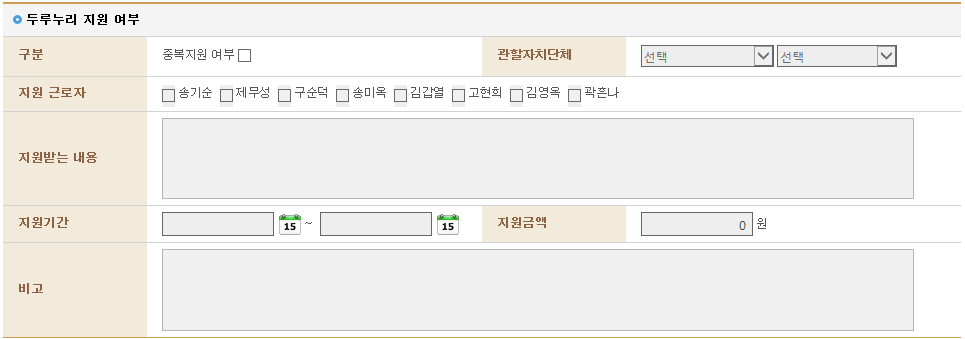 두루누리 지원 여부
구분 중복지원 여부 관할자치단체 선택 선택
지원 근로자 송기순 제무성 구순덕 송미옥 김갑열 고현희 김영옥 곽흔나
지원받는 내용
지원기간 15 ~ 15 지원금액 0 원
비고